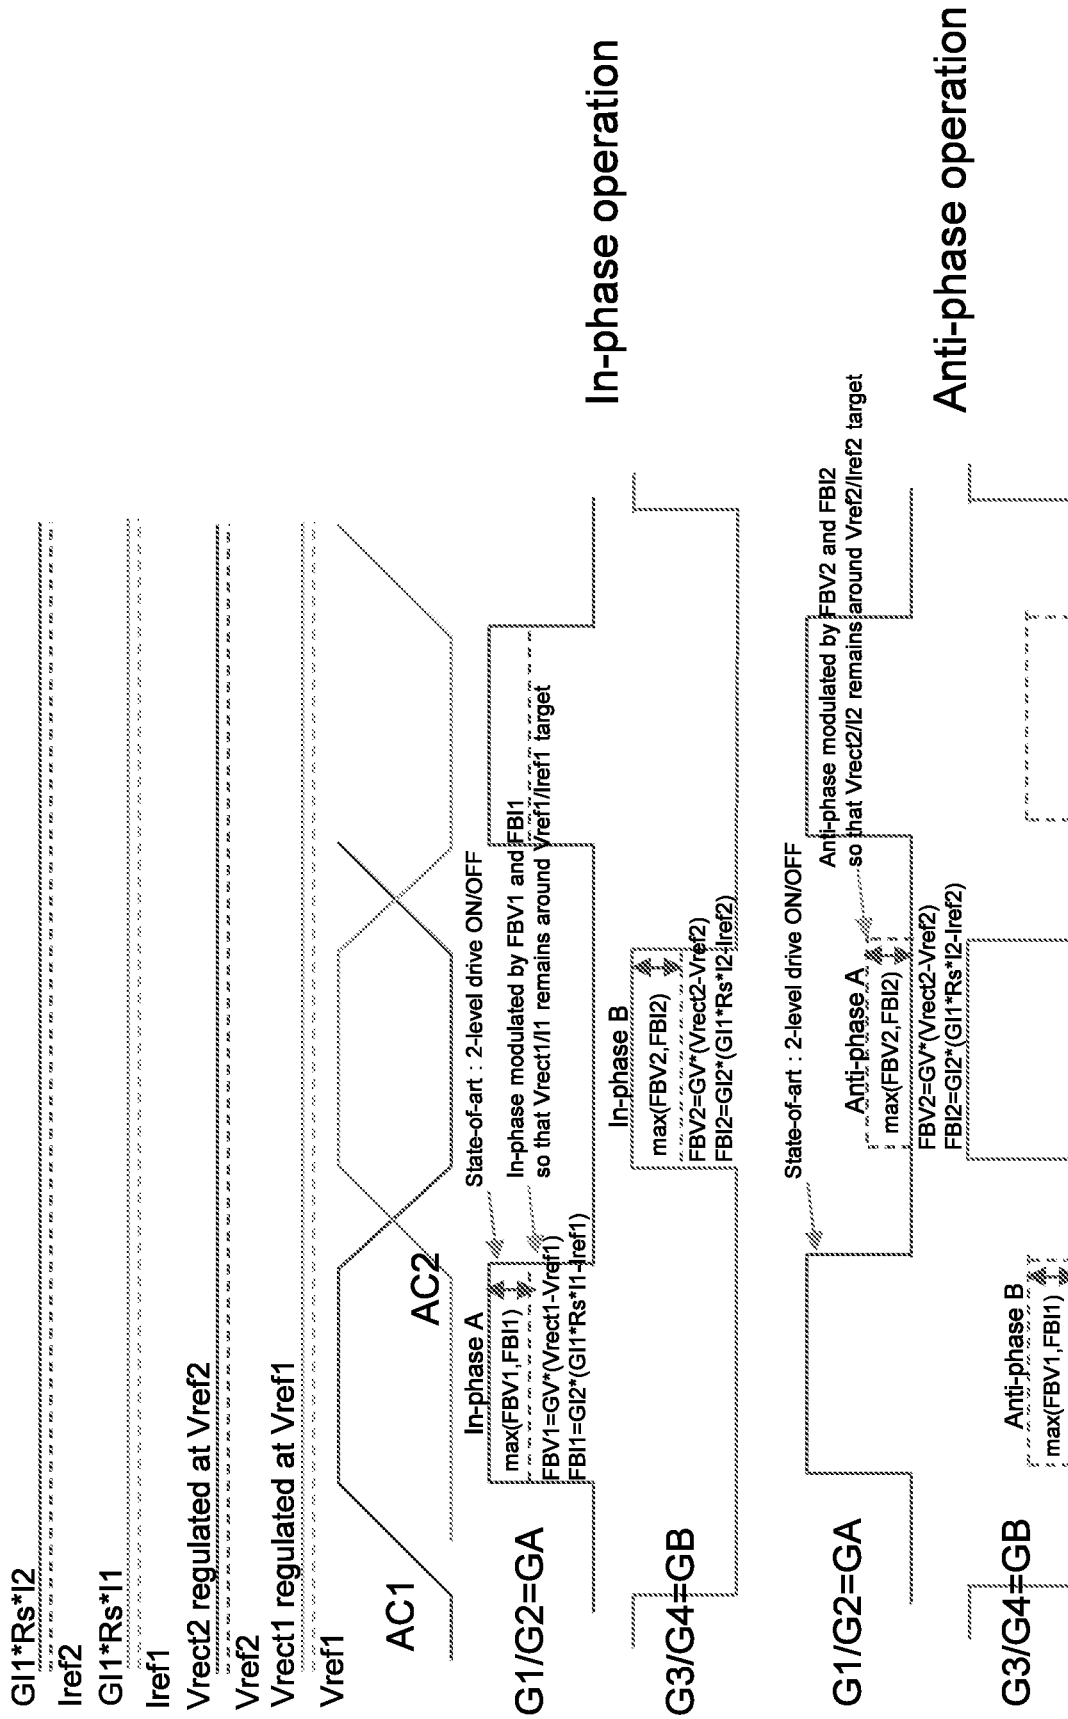 GI1*Rs*I2
Iref2
GI1*Rs*I1
Iref1
Vrect2 regulated at Vref2
Vref2
Vrect1 regulated at Vref1
Vref1
AC1
AC2
In-phase A
State-of-art : 2-level drive ON/OFF
max(FBV1,FBI1)
In-phase modulated by FBV1 and FBI1
so that Vrect1/I1 remains around Vref1/Iref1 target
FBV1=GV*(Vrect1-Vref1)
FBI1=GI2*(GI1*Rs*I1-Iref1)
G1/G2=GA
In-phase operation
In-phase B
max(FBV2,FBI2)
FBV2=GV*(Vrect2-Vref2)
FBI2=GI2*(GI1*Rs*I2-Iref2)
G3/G4=GB
State-of-art : 2-level drive ON/OFF
Anti-phase modulated by FBV2 and FBI2
so that Vrect2/I2 remains around Vref2/Iref2 target
Anti-phase A
max(FBV2,FBI2)
FBV2=GV*(Vrect2-Vref2)
FBI2=GI2*(GI1*Rs*I2-Iref2)
G1/G2=GA
Anti-phase operation
Anti-phase B
max(FBV1,FBI1)
G3/G4=GB